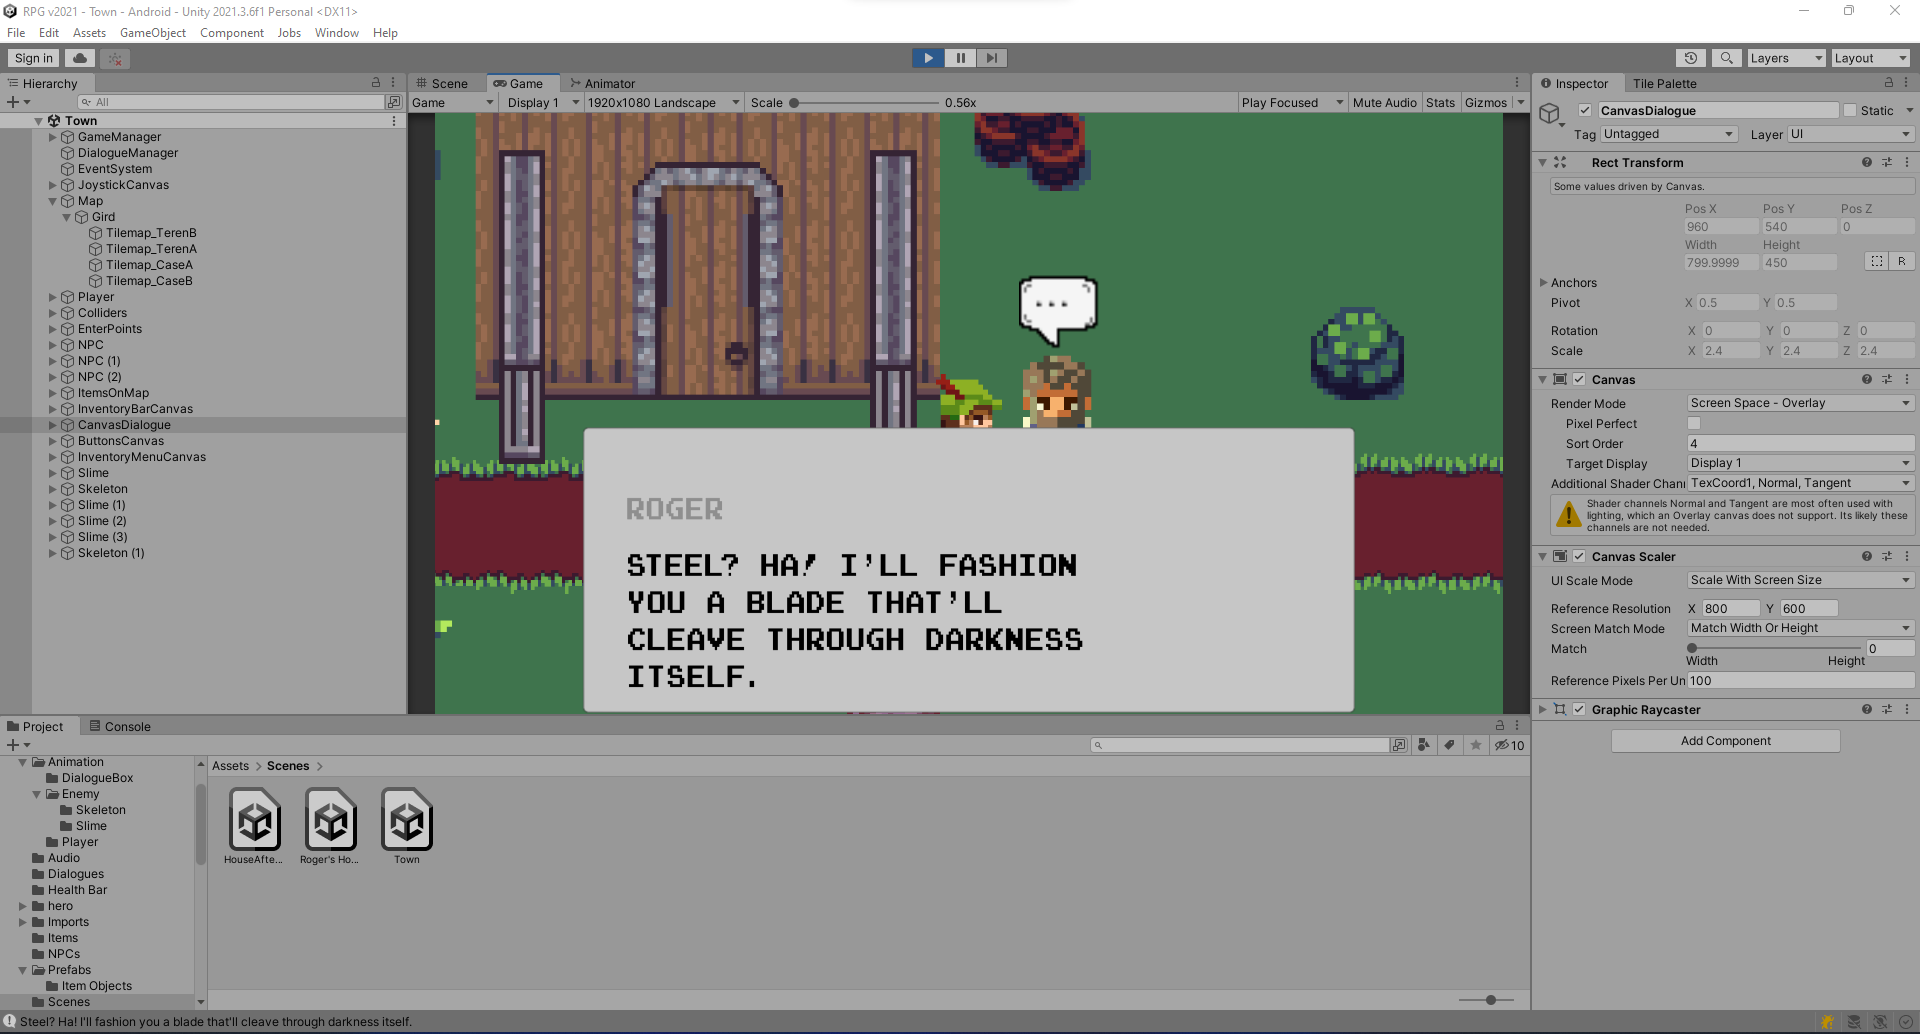 RPG v2021 - Town - Android - Unity 2021.3.6f1 Personal <DX11>
File Edit Assets GameObject Component Jobs Window Help
Sign in
Layers Layout
Hierarchy
All
Town
GameManager
DialogueManager
EventSystem
JoystickCanvas
Map
Gird
Tilemap_TerenB
Tilemap_TerenA
Tilemap_CaseA
Tilemap_CaseB
Player
Colliders
EnterPoints
NPC
NPC (1)
NPC (2)
ItemsOnMap
InventoryBarCanvas
CanvasDialogue
ButtonsCanvas
InventoryMenuCanvas
Slime
Skeleton
Slime (1)
Slime (2)
Slime (3)
Skeleton (1)
Scene Game Animator
Game Display 1 1920x1080 Landscape Scale 0.56x Play Focused Mute Audio Stats Gizmos
...
ROGER
STEEL? HA! I'LL FASHION
YOU A BLADE THAT'LL
CLEAVE THROUGH DARKNESS
ITSELF.
Inspector Tile Palette
CanvasDialogue Static
Tag Untagged Layer UI
Rect Transform
Some values driven by Canvas.
Pos X Pos Y Pos Z
960 540 0
Width Height
799.9999 450 R
Anchors
Pivot X 0.5 Y 0.5
Rotation X 0 Y 0 Z 0
Scale X 2.4 Y 2.4 Z 2.4
Canvas
Render Mode Screen Space - Overlay
Pixel Perfect
Sort Order 4
Target Display Display 1
Additional Shader Chan TexCoord1, Normal, Tangent
Shader channels Normal and Tangent are most often used with
lighting, which an Overlay canvas does not support. Its likely these
channels are not needed.
Canvas Scaler
UI Scale Mode Scale With Screen Size
Reference Resolution X 800 Y 600
Screen Match Mode Match Width Or Height
Match 0
Width Height
Reference Pixels Per Un 100
Graphic Raycaster
Add Component
Project Console
10
Animation
DialogueBox
Enemy
Skeleton
Slime
Player
Audio
Dialogues
Health Bar
hero
Imports
Items
NPCs
Prefabs
Item Objects
Scenes
Assets > Scenes >
HouseAfte... Roger's Ho... Town
Steel? Ha! I'll fashion you a blade that'll cleave through darkness itself.